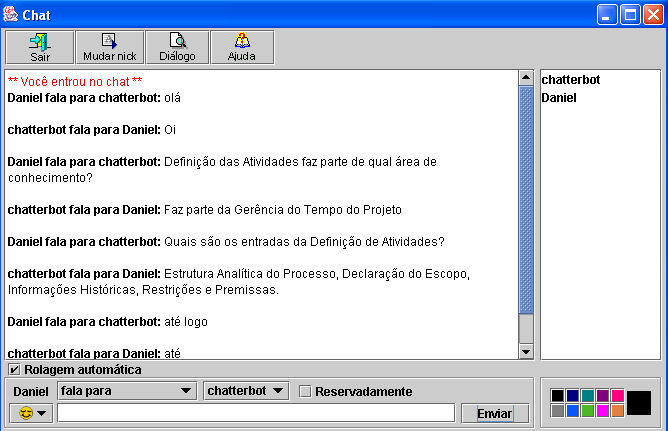 Chat
Sair
Mudar nick
Diálogo
Ajuda
** Você entrou no chat **
Daniel fala para chatterbot: olá
chatterbot fala para Daniel: Oi
Daniel fala para chatterbot: Definição das Atividades faz parte de qual área de
conhecimento?
chatterbot fala para Daniel: Faz parte da Gerência do Tempo do Projeto
Daniel fala para chatterbot: Quais são os entradas da Definição de Atividades?
chatterbot fala para Daniel: Estrutura Analítica do Processo, Declaração do Escopo,
Informações Históricas, Restrições e Premissas.
Daniel fala para chatterbot: até logo
chatterbot fala para Daniel: até
chatterbot
Daniel
Rolagem automática
Daniel
fala para
chatterbot
Reservadamente
Enviar